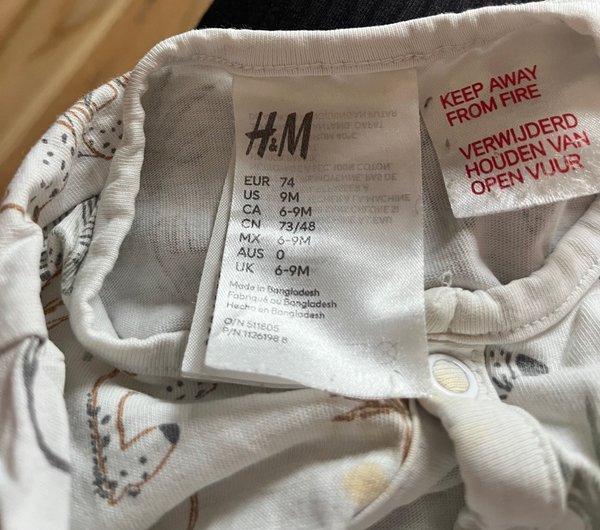 H&M
EUR 74
US 9M
CA 6-9M
CN 73/48
MX 6-9M
AUS 0
UK 6-9M
Made in Bangladesh
Fabriqué au Bangladesh
Hecho en Bangladesh
O/N 511605
P/N 1126198 8
KEEP AWAY
FROM FIRE
VERWIJDERD
HOUDEN VAN
OPEN VUUR